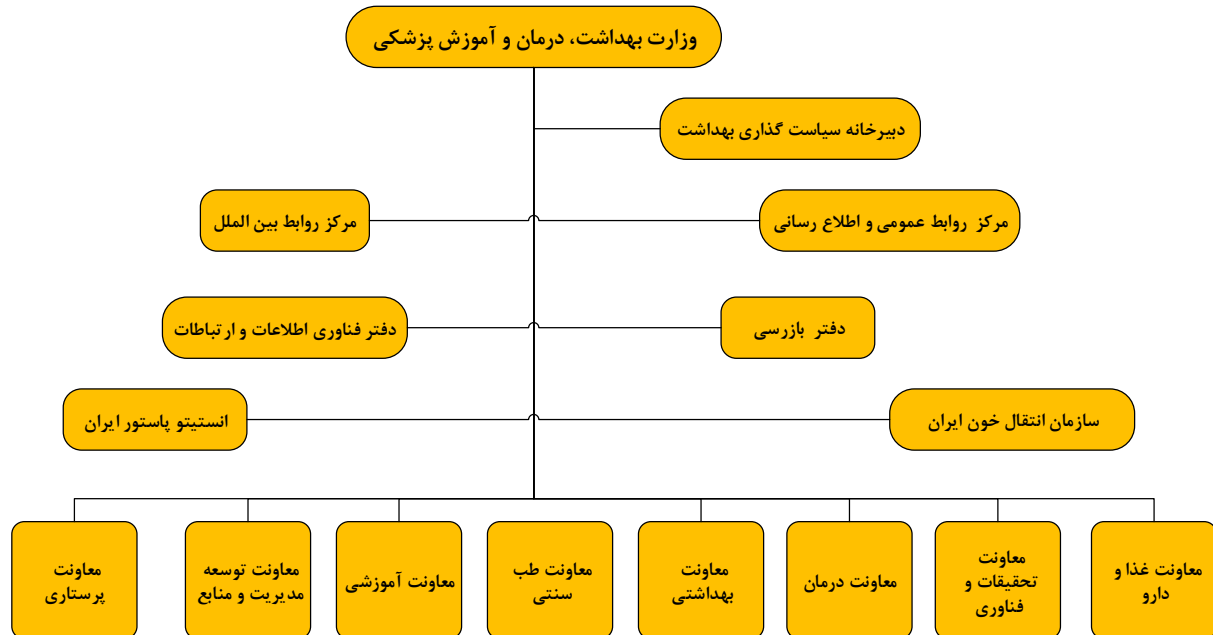 وزارت بهداشت، درمان و آموزش پزشکی
دبیرخانه سیاست گذاری بهداشت
مرکز روابط عمومی و اطلاع رسانی
مرکز روابط بین الملل
دفتر بازرسی
دفتر فناوری اطلاعات و ارتباطات
سازمان انتقال خون ایران
انستیتو پاستور ایران
معاونت غذا و
دارو
معاونت
تحقیقات و
فناوری
معاونت درمان
معاونت
بهداشتی
معاونت طب
سنتی
معاونت آموزشی
معاونت توسعه
مدیریت و منابع
معاونت
پرستاری